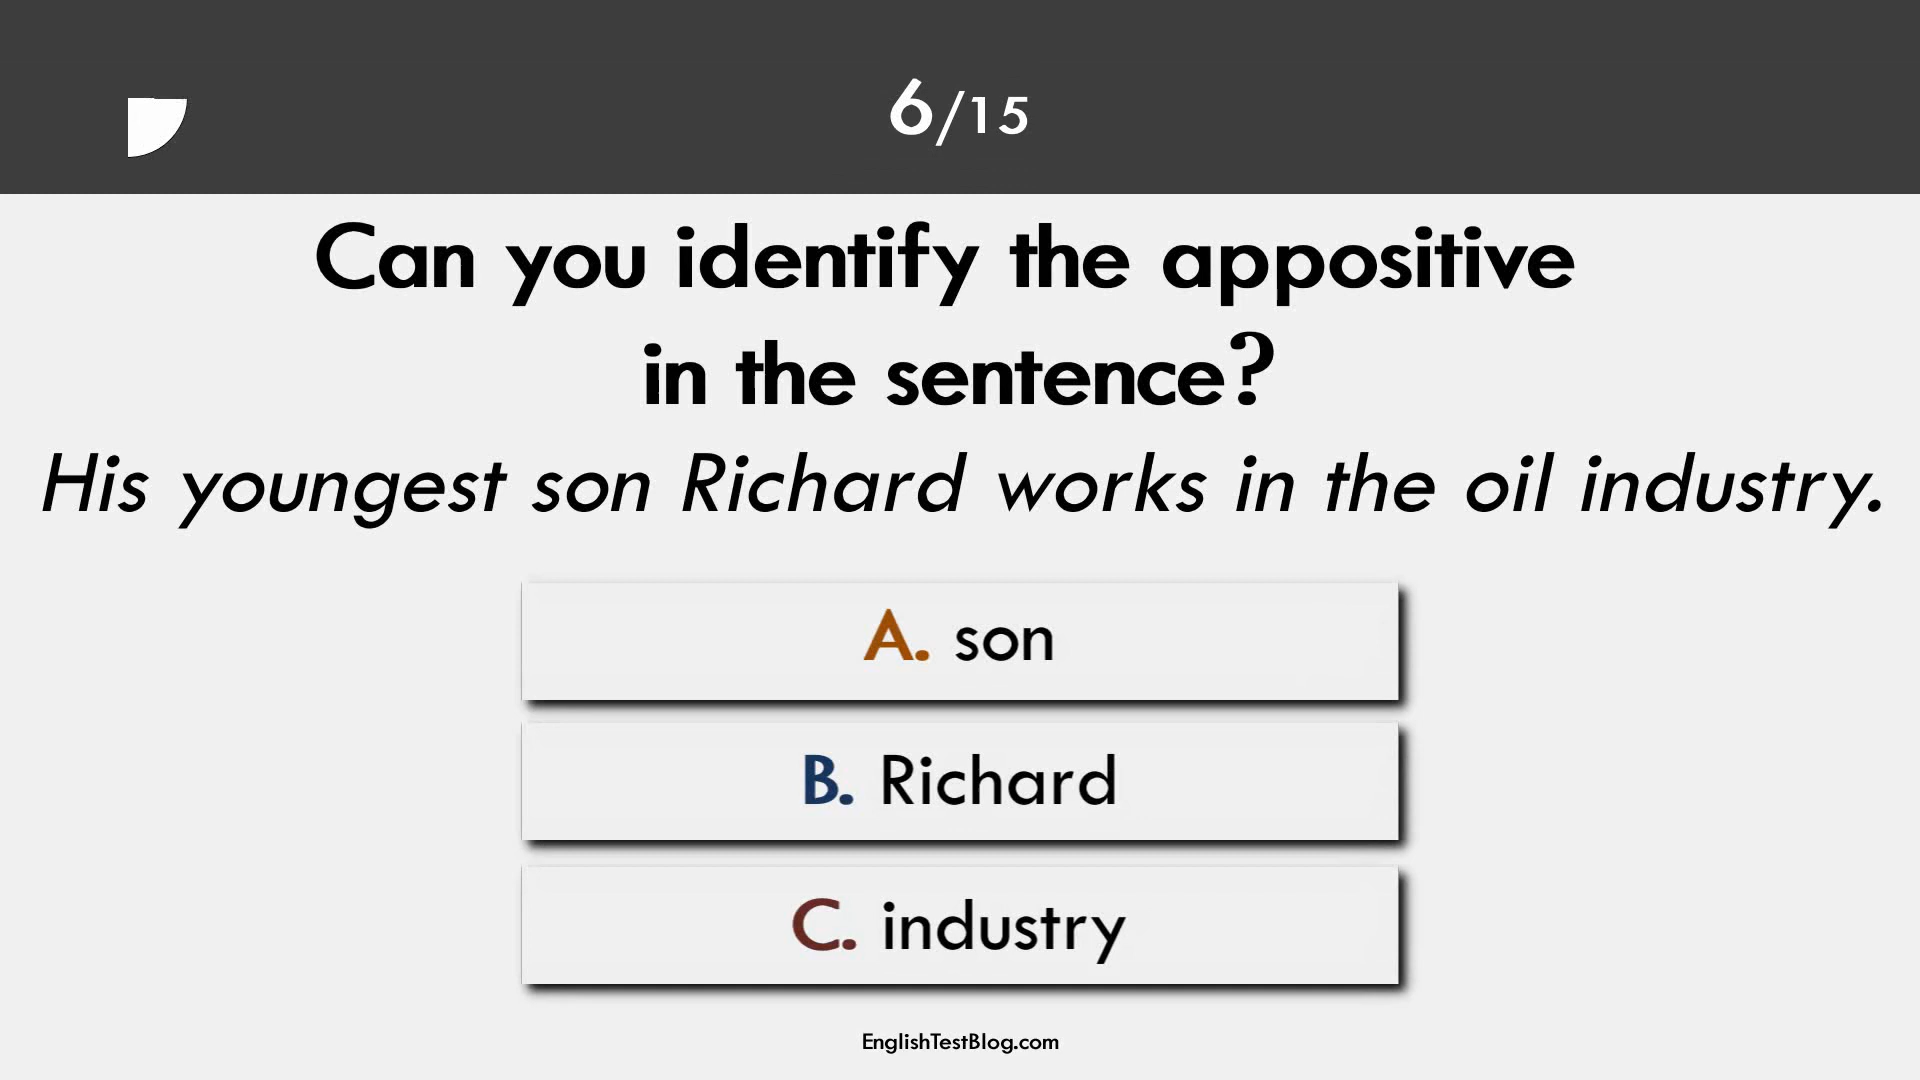 6/15
Can you identify the appositive
in the sentence?
His youngest son Richard works in the oil industry.
A. son
B. Richard
C. industry
EnglishTestBlog.com